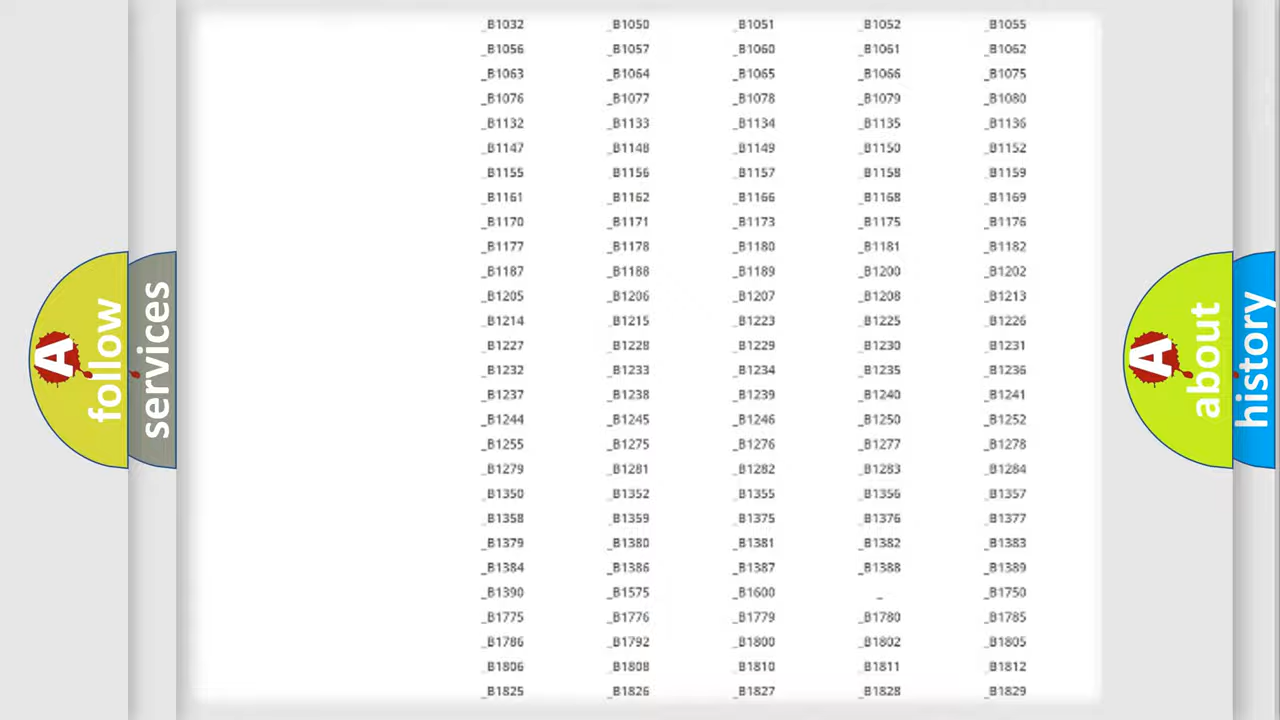 _B1032 _B1050 _B1051 _B1052 _B1055
_B1056 _B1057 _B1060 _B1061 _B1062
_B1063 _B1064 _B1065 _B1066 _B1075
_B1076 _B1077 _B1078 _B1079 _B1080
_B1132 _B1133 _B1134 _B1135 _B1136
_B1147 _B1148 _B1149 _B1150 _B1152
_B1155 _B1156 _B1157 _B1158 _B1159
_B1161 _B1162 _B1166 _B1168 _B1169
_B1170 _B1171 _B1173 _B1175 _B1176
_B1177 _B1178 _B1180 _B1181 _B1182
_B1187 _B1188 _B1189 _B1200 _B1202
_B1205 _B1206 _B1207 _B1208 _B1213
_B1214 _B1215 _B1223 _B1225 _B1226
_B1227 _B1228 _B1229 _B1230 _B1231
_B1232 _B1233 _B1234 _B1235 _B1236
_B1237 _B1238 _B1239 _B1240 _B1241
_B1244 _B1245 _B1246 _B1250 _B1252
_B1255 _B1275 _B1276 _B1277 _B1278
_B1279 _B1281 _B1282 _B1283 _B1284
_B1350 _B1352 _B1355 _B1356 _B1357
_B1358 _B1359 _B1375 _B1376 _B1377
_B1379 _B1380 _B1381 _B1382 _B1383
_B1384 _B1386 _B1387 _B1388 _B1389
_B1390 _B1575 _B1600 _ _B1750
_B1775 _B1776 _B1779 _B1780 _B1785
_B1786 _B1792 _B1800 _B1802 _B1805
_B1806 _B1808 _B1810 _B1811 _B1812
_B1825 _B1826 _B1827 _B1828 _B1829
A follow
services
A about
history